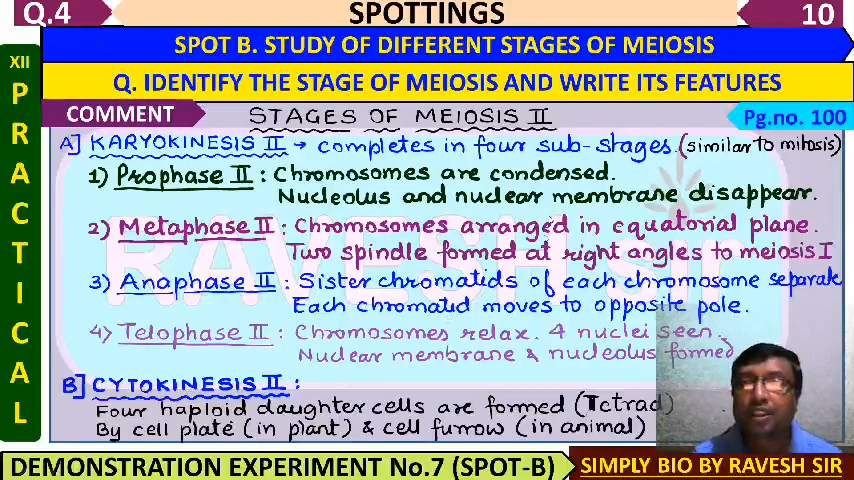 Q.4
SPOTTINGS
10
SPOT B. STUDY OF DIFFERENT STAGES OF MEIOSIS
Q. IDENTIFY THE STAGE OF MEIOSIS AND WRITE ITS FEATURES
XII
PRACTICAL
COMMENT
STAGES OF MEIOSIS II
Pg.no. 100
A] KARYOKINESIS II → completes in four sub-stages. (similar to mitosis)
1) Prophase II : Chromosomes are condensed.
Nucleolus and nuclear membrane disappear.
2) Metaphase II : Chromosomes arranged in equatorial plane.
Two spindle formed at right angles to meiosis I
3) Anaphase II : Sister chromatids of each chromosome separate
Each chromatid moves to opposite pole.
4) Telophase II : Chromosomes relax. 4 nuclei seen.
Nuclear membrane & nucleolus formed
B] CYTOKINESIS II :
Four haploid daughter cells are formed (Tetrad)
By cell plate (in plant) & cell furrow (in animal)
RAVESH sir
DEMONSTRATION EXPERIMENT No.7 (SPOT-B)
SIMPLY BIO BY RAVESH SIR